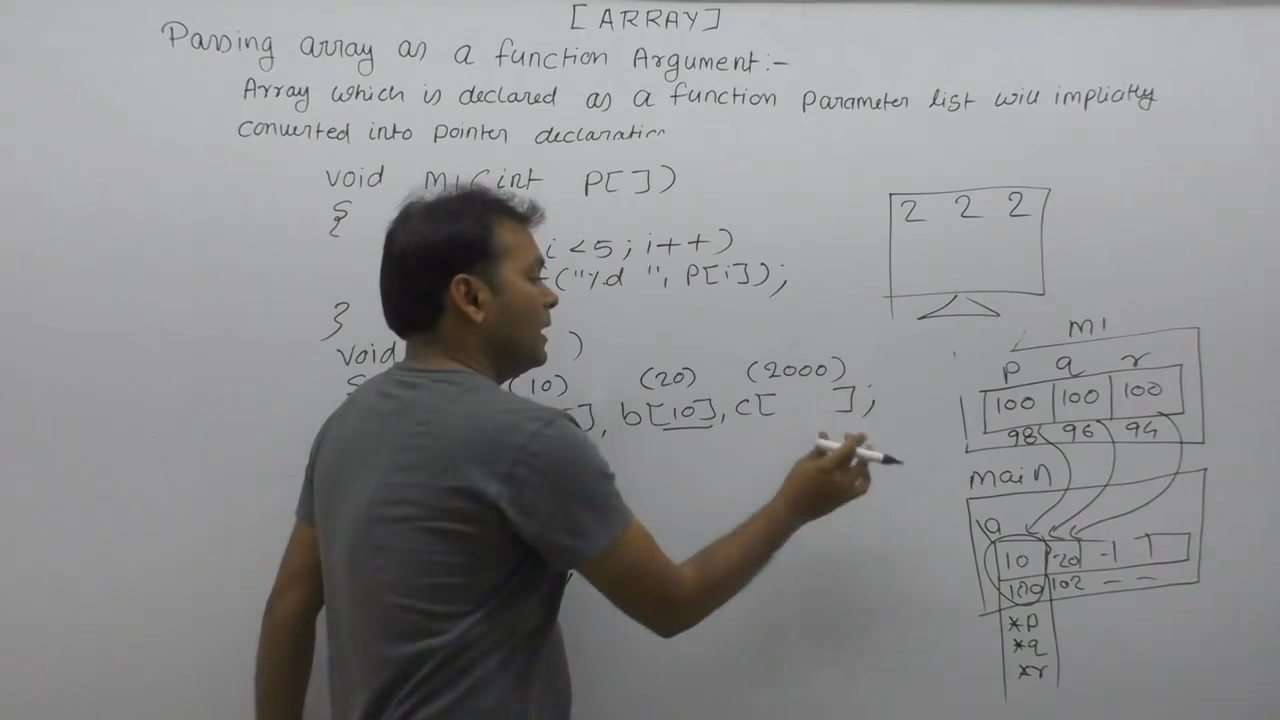 [ARRAY]
Passing array as a function Argument:-
Array which is declared as a function Parameter list will implicitly
converted into pointer declaration
void m1(int P[])
{
i<5; i++)
("%d ", P[i]);
}
void )
(10) (20) (2000)
], b[10], c[ ];
2 2 2
m1
p q r
100 100 100
98 96 94
main
a
10 20 -1
100 102 - -
*p
*q
*r